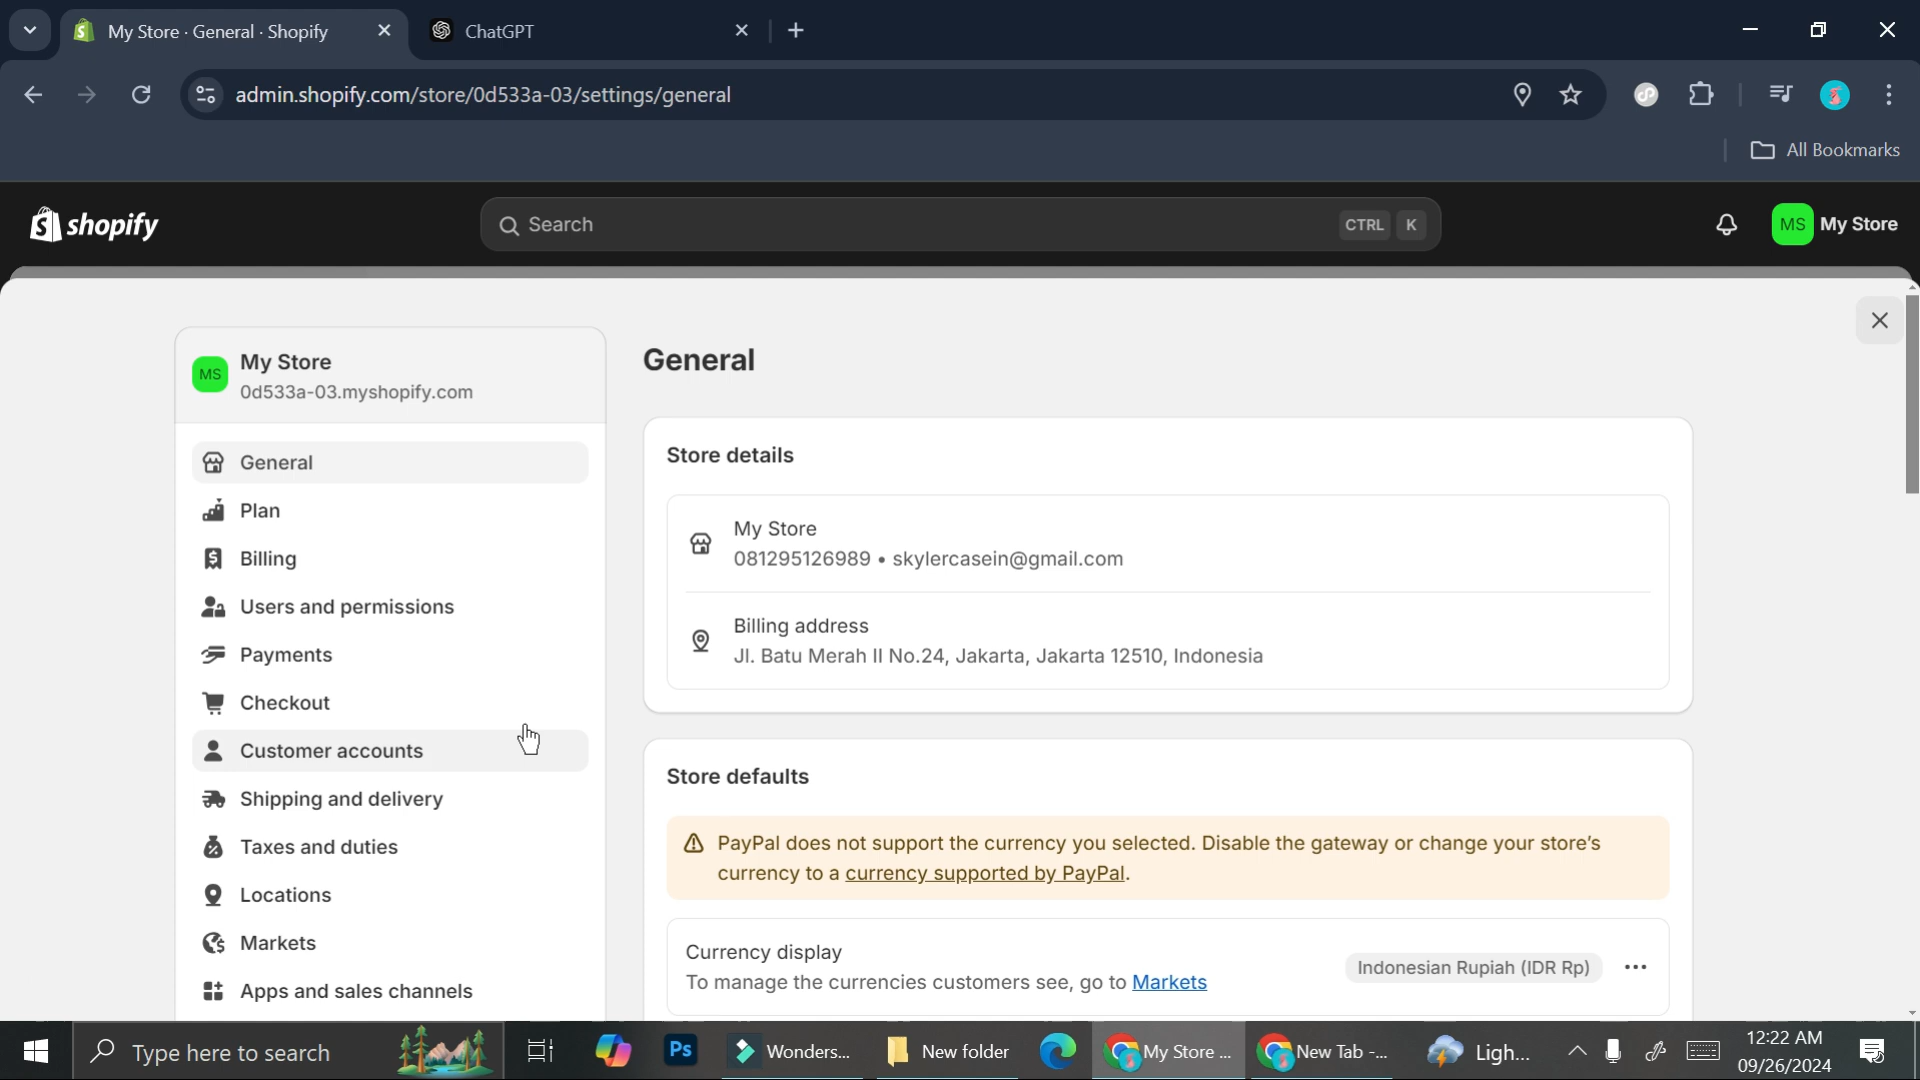 My Store · General · Shopify
ChatGPT
admin.shopify.com/store/0d533a-03/settings/general
All Bookmarks
shopify
Search
CTRL K
MS My Store
MS My Store
0d533a-03.myshopify.com
General
Plan
Billing
Users and permissions
Payments
Checkout
Customer accounts
Shipping and delivery
Taxes and duties
Locations
Markets
Apps and sales channels
General
Store details
My Store
081295126989 • skylercasein@gmail.com
Billing address
Jl. Batu Merah II No.24, Jakarta, Jakarta 12510, Indonesia
Store defaults
PayPal does not support the currency you selected. Disable the gateway or change your store's
currency to a currency supported by PayPal.
Currency display
To manage the currencies customers see, go to Markets
Indonesian Rupiah (IDR Rp)
Type here to search
Ps
Wonders...
New folder
My Store ...
New Tab -...
Ligh...
12:22 AM
09/26/2024